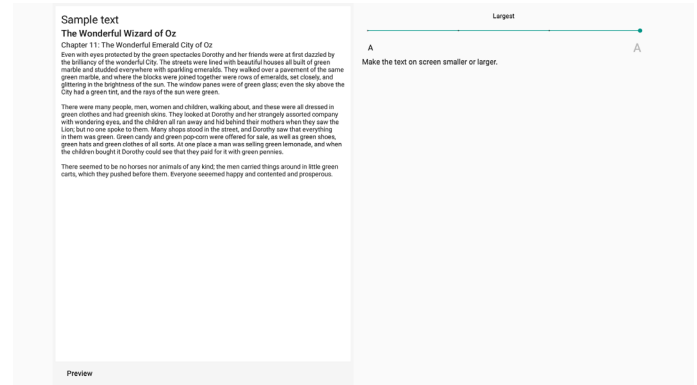 Sample text
The Wonderful Wizard of Oz
Chapter 11: The Wonderful Emerald City of Oz
Even with eyes protected by the green spectacles Dorothy and her friends were at first dazzled by
the brilliancy of the wonderful City. The streets were lined with beautiful houses all built of green
marble and studded everywhere with sparkling emeralds. They walked over a pavement of the same
green marble, and where the blocks were joined together were rows of emeralds, set closely, and
glittering in the brightness of the sun. The window panes were of green glass; even the sky above the
City had a green tint, and the rays of the sun were green.
There were many people, men, women and children, walking about, and these were all dressed in
green clothes and had greenish skins. They looked at Dorothy and her strangely assorted company
with wondering eyes, and the children all ran away and hid behind their mothers when they saw the
Lion; but no one spoke to them. Many shops stood in the street, and Dorothy saw that everything
in them was green. Green candy and green pop-corn were offered for sale, as well as green shoes,
green hats and green clothes of all sorts. At one place a man was selling green lemonade, and when
the children bought it Dorothy could see that they paid for it with green pennies.
There seemed to be no horses nor animals of any kind; the men carried things around in little green
carts, which they pushed before them. Everyone seeemed happy and contented and prosperous.
Preview
Largest
A
A
Make the text on screen smaller or larger.